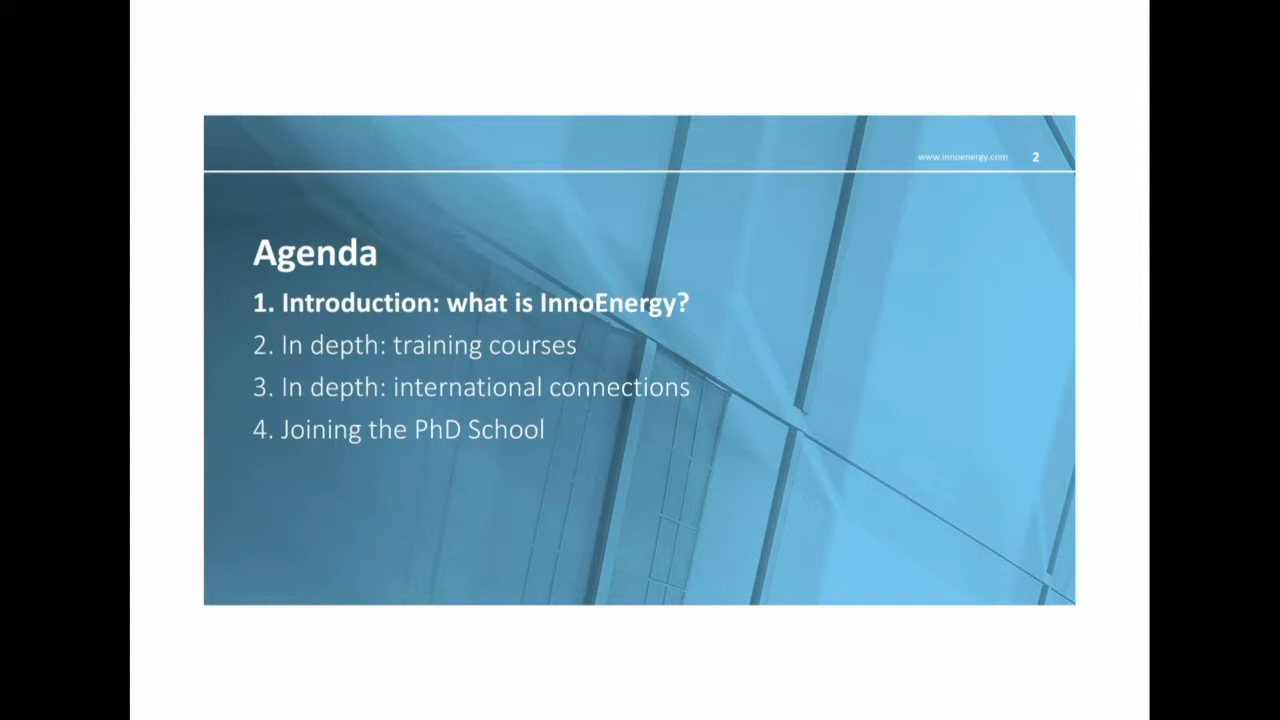 www.innoenergy.com 2
Agenda
1. Introduction: what is InnoEnergy?
2. In depth: training courses
3. In depth: international connections
4. Joining the PhD School